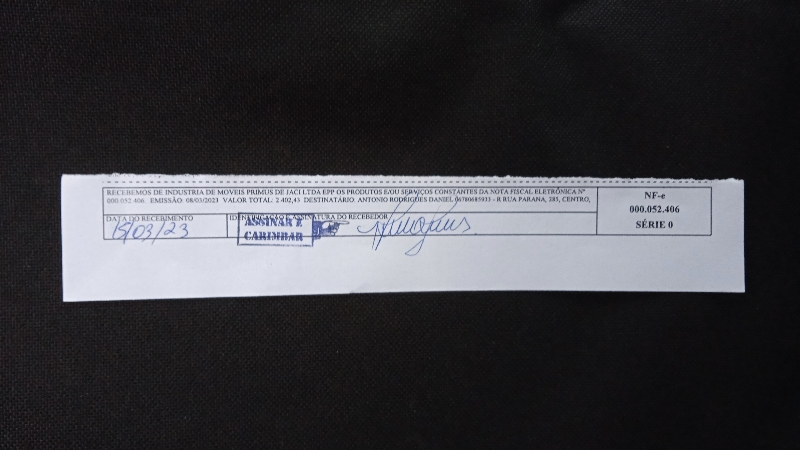 RECEBEMOS DE INDUSTRIA DE MOVEIS PRIMUS DE JACI LTDA EPP OS PRODUTOS E/OU SERVIÇOS CONSTANTES DA NOTA FISCAL ELETRÔNICA Nº
000.052.406 EMISSÃO: 08/03/2023 VALOR TOTAL: 2.402,43 DESTINATÁRIO: ANTONIO RODRIGUES DANIEL 06780685933 - R RUA PARANA, 285, CENTRO,
NF-e
000.052.406
SÉRIE 0
DATA DO RECEBIMENTO
15/03/23
IDENTIFICAÇÃO E ASSINATURA DO RECEBEDOR
ASSINAR E
CARIMBAR